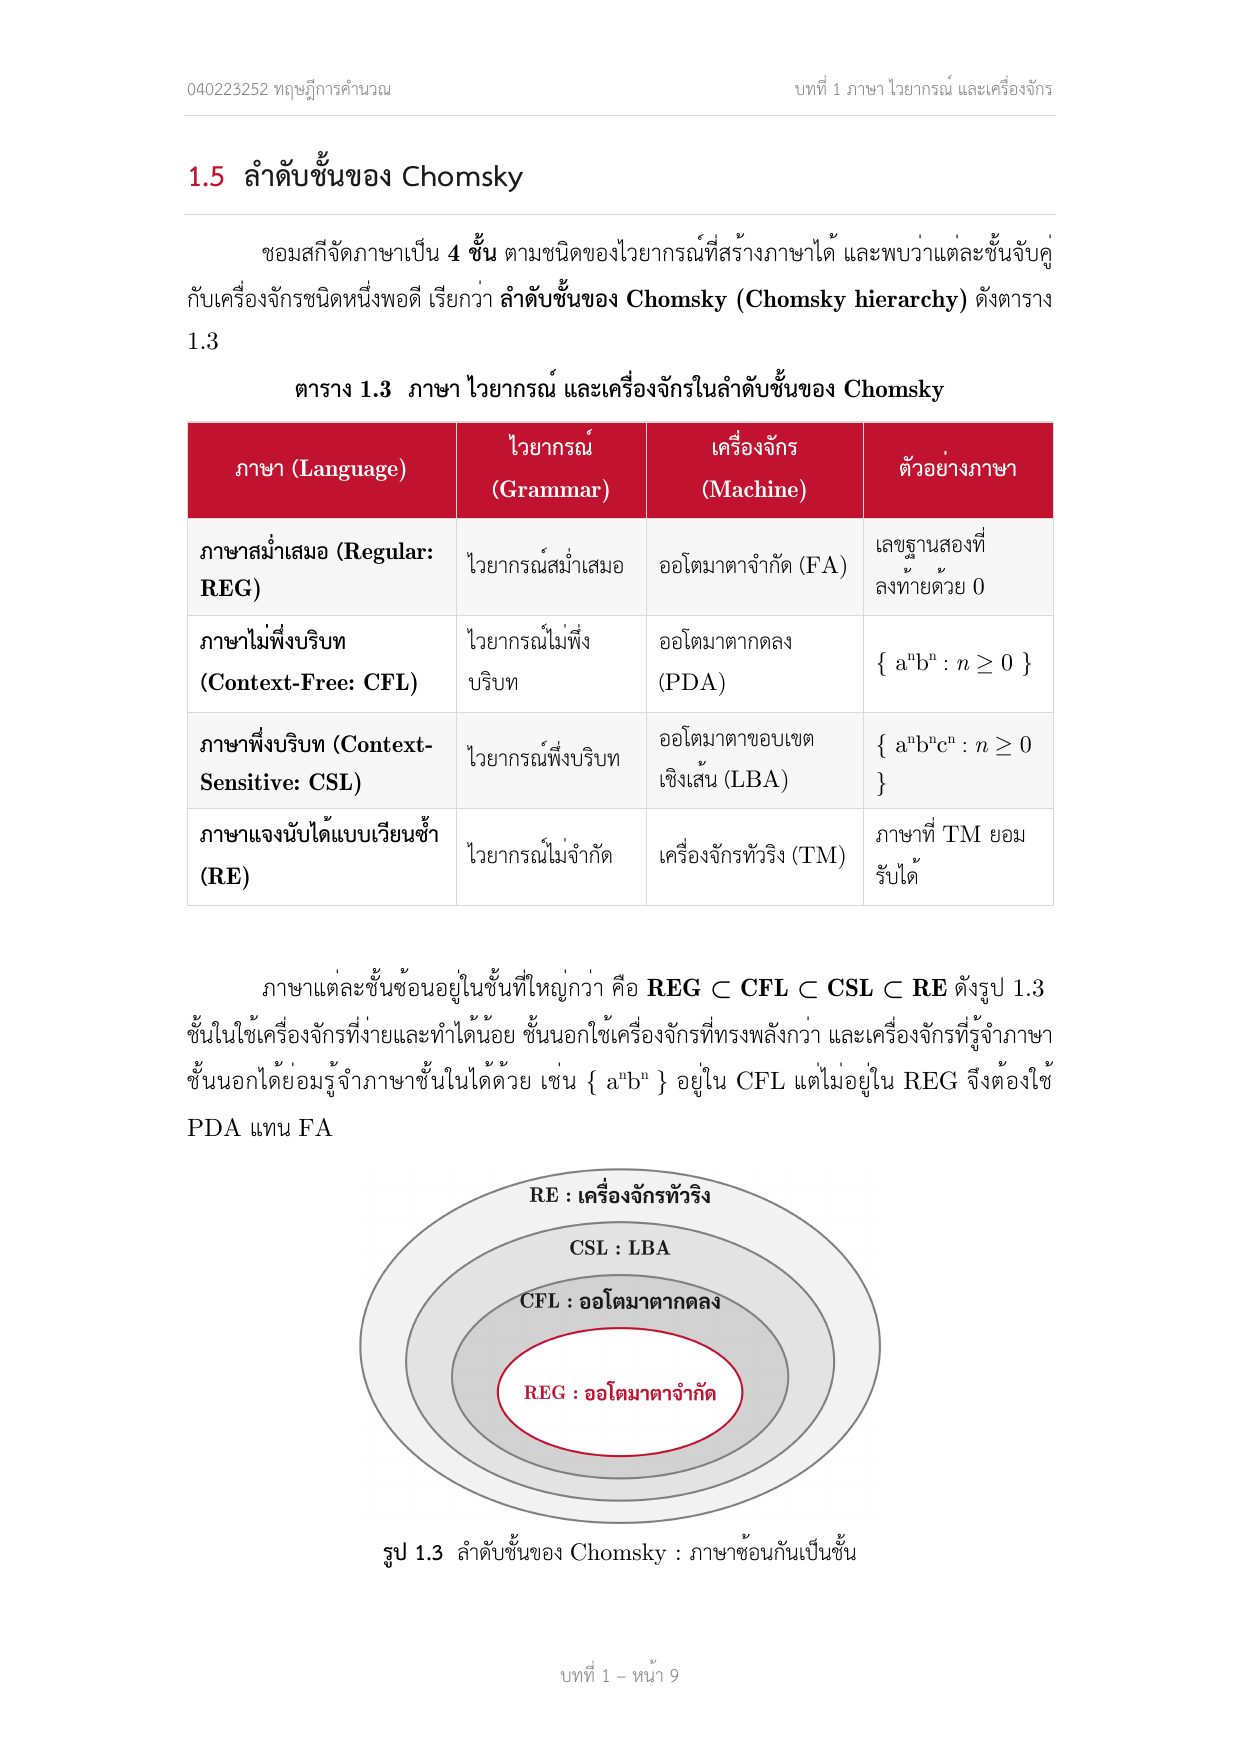 040223252 ทฤษฎีการคำนวณ
บทที่ 1 ภาษา ไวยากรณ์ และเครื่องจักร
1.5 ลำดับชั้นของ Chomsky
ชอมสกีจัดภาษาเป็น 4 ชั้น ตามชนิดของไวยากรณ์ที่สร้างภาษาได้ และพบว่าแต่ละชั้นจับคู่
กับเครื่องจักรชนิดหนึ่งพอดี เรียกว่า ลำดับชั้นของ Chomsky (Chomsky hierarchy) ดังตาราง
1.3
ตาราง 1.3 ภาษา ไวยากรณ์ และเครื่องจักรในลำดับชั้นของ Chomsky
ภาษา (Language)
ไวยากรณ์
(Grammar)
เครื่องจักร
(Machine)
ตัวอย่างภาษา
ภาษาสม่ำเสมอ (Regular:
REG)
ไวยากรณ์สม่ำเสมอ
ออโตมาตาจำกัด (FA)
เลขฐานสองที่
ลงท้ายด้วย 0
ภาษาไม่พึ่งบริบท
(Context-Free: CFL)
ไวยากรณ์ไม่พึ่ง
บริบท
ออโตมาตากดลง
(PDA)
{ aⁿbⁿ : n ≥ 0 }
ภาษาพึ่งบริบท (Context-
Sensitive: CSL)
ไวยากรณ์พึ่งบริบท
ออโตมาตาขอบเขต
เชิงเส้น (LBA)
{ aⁿbⁿcⁿ : n ≥ 0
}
ภาษาแจงนับได้แบบเวียนซ้ำ
(RE)
ไวยากรณ์ไม่จำกัด
เครื่องจักรทัวริง (TM)
ภาษาที่ TM ยอม
รับได้
ภาษาแต่ละชั้นซ้อนอยู่ในชั้นที่ใหญ่กว่า คือ REG ⊂ CFL ⊂ CSL ⊂ RE ดังรูป 1.3
ชั้นในใช้เครื่องจักรที่ง่ายและทำได้น้อย ชั้นนอกใช้เครื่องจักรที่ทรงพลังกว่า และเครื่องจักรที่รู้จำภาษา
ชั้นนอกได้ย่อมรู้จำภาษาชั้นในได้ด้วย เช่น { aⁿbⁿ } อยู่ใน CFL แต่ไม่อยู่ใน REG จึงต้องใช้
PDA แทน FA
RE : เครื่องจักรทัวริง
CSL : LBA
CFL : ออโตมาตากดลง
REG : ออโตมาตาจำกัด
รูป 1.3 ลำดับชั้นของ Chomsky : ภาษาซ้อนกันเป็นชั้น
บทที่ 1 – หน้า 9